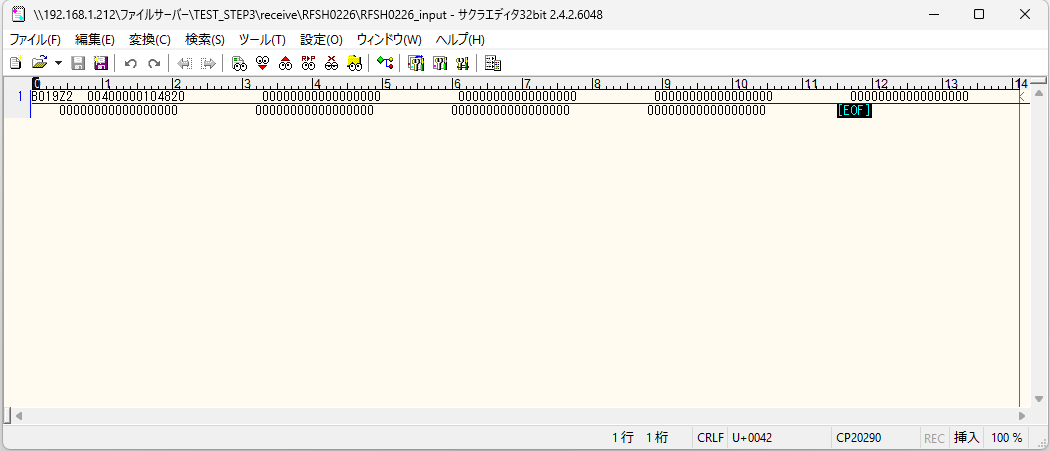 \\192.168.1.212\ファイルサーバー\TEST_STEP3\receive\RFSH0226\RFSH0226_input - サクラエディタ32bit 2.4.2.6048
ファイル(F) 編集(E) 変換(C) 検索(S) ツール(T) 設定(O) ウィンドウ(W) ヘルプ(H)
0 1 2 3 4 5 6 7 8 9 10 11 12 13 14
1 B019Z2 00400000104820 00000000000000000 00000000000000000 00000000000000000 00000000000000000<
00000000000000000 00000000000000000 00000000000000000 00000000000000000 [EOF]
1 行 1 桁 CRLF U+0042 CP20290 REC 挿入 100 %